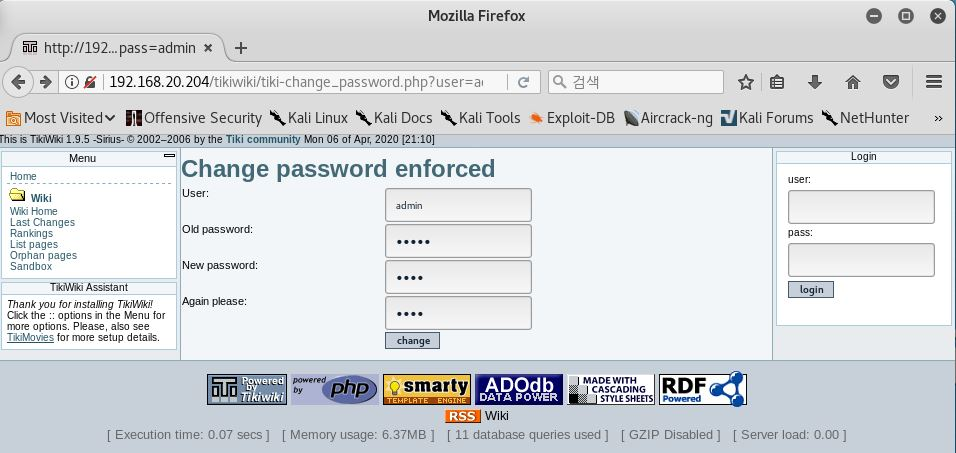 Mozilla Firefox
http://192...pass=admin
192.168.20.204/tikiwiki/tiki-change_password.php?user=ad
검색
Most Visited
Offensive Security
Kali Linux
Kali Docs
Kali Tools
Exploit-DB
Aircrack-ng
Kali Forums
NetHunter
This is TikiWiki 1.9.5 -Sirius- © 2002–2006 by the Tiki community Mon 06 of Apr, 2020 [21:10]
Menu
Home
Wiki
Wiki Home
Last Changes
Rankings
List pages
Orphan pages
Sandbox
TikiWiki Assistant
Thank you for installing TikiWiki!
Click the :: options in the Menu for
more options. Please, also see
TikiMovies for more setup details.
Change password enforced
User:
admin
Old password:
New password:
Again please:
change
Login
user:
pass:
login
Powered by Tikiwiki
powered by php
smarty TEMPLATE ENGINE
ADOdb DATA POWER
MADE WITH CASCADING STYLE SHEETS
RDF Powered
RSS Wiki
[ Execution time: 0.07 secs ] [ Memory usage: 6.37MB ] [ 11 database queries used ] [ GZIP Disabled ] [ Server load: 0.00 ]